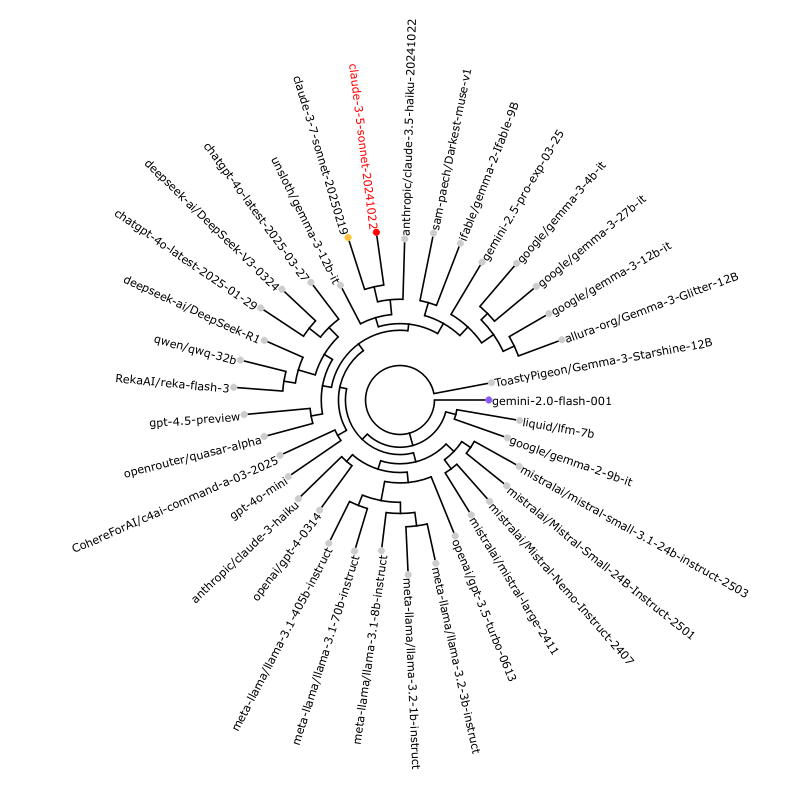 anthropic/claude-3.5-haiku-20241022
sam-paech/Darkest-muse-v1
ifable/gemma-2-Ifable-9B
gemini-2.5-pro-exp-03-25
google/gemma-3-4b-it
google/gemma-3-27b-it
google/gemma-3-12b-it
allura-org/Gemma-3-Glitter-12B
ToastyPigeon/Gemma-3-Starshine-12B
gemini-2.0-flash-001
liquid/lfm-7b
google/gemma-2-9b-it
mistralai/mistral-small-3.1-24b-instruct-2503
mistralai/Mistral-Small-24B-Instruct-2501
mistralai/Mistral-Nemo-Instruct-2407
mistralai/mistral-large-2411
openai/gpt-3.5-turbo-0613
meta-llama/llama-3.2-3b-instruct
meta-llama/llama-3.2-1b-instruct
meta-llama/llama-3.1-8b-instruct
meta-llama/llama-3.1-70b-instruct
meta-llama/llama-3.1-405b-instruct
openai/gpt-4-0314
anthropic/claude-3-haiku
gpt-4o-mini
CohereForAI/c4ai-command-a-03-2025
openrouter/quasar-alpha
gpt-4.5-preview
RekaAI/reka-flash-3
qwen/qwq-32b
deepseek-ai/DeepSeek-R1
chatgpt-4o-latest-2025-01-29
deepseek-ai/DeepSeek-V3-0324
chatgpt-4o-latest-2025-03-27
unsloth/gemma-3-12b-it
claude-3-7-sonnet-20250219
claude-3-5-sonnet-20241022